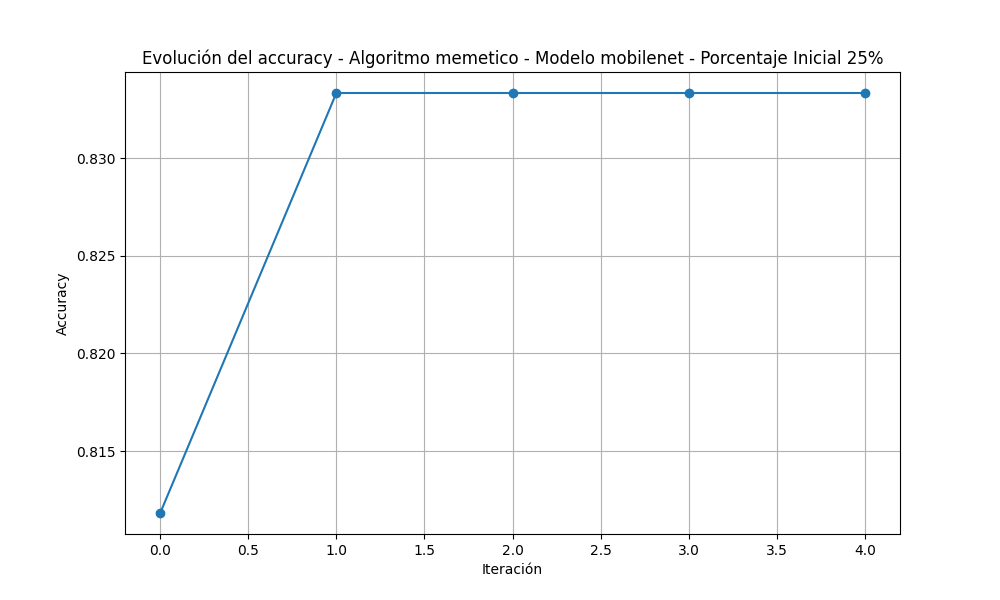 Evolución del accuracy - Algoritmo memetico - Modelo mobilenet - Porcentaje Inicial 25%
0.830
0.825
0.820
0.815
Accuracy
0.0 0.5 1.0 1.5 2.0 2.5 3.0 3.5 4.0
Iteración